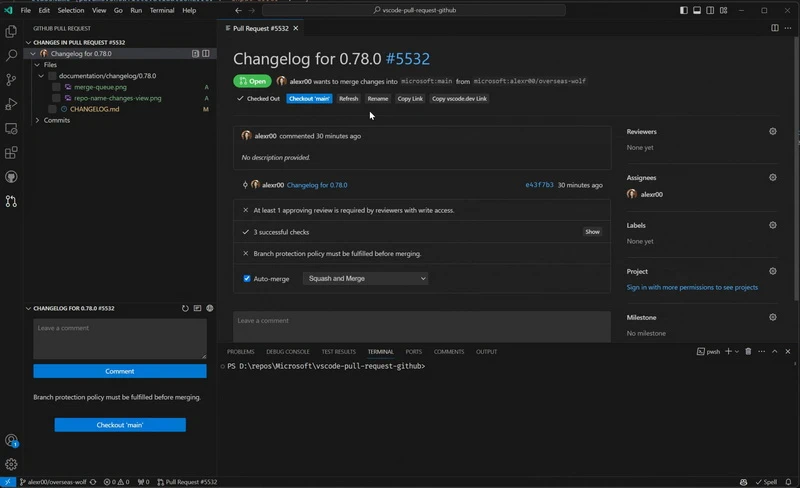 File Edit Selection View Go Run Terminal Help
vscode-pull-request-github
GITHUB PULL REQUEST
CHANGES IN PULL REQUEST #5532
Changelog for 0.78.0
Files
documentation/changelog/0.78.0
merge-queue.png A
repo-name-changes-view.png A
CHANGELOG.md M
Commits
Pull Request #5532
Changelog for 0.78.0 #5532
Open
alexr00 wants to merge changes into microsoft:main from microsoft:alexr00/overseas-wolf
Checked Out
Checkout 'main'
Refresh
Rename
Copy Link
Copy vscode.dev Link
alexr00 commented 30 minutes ago
No description provided.
alexr00 Changelog for 0.78.0 e43f7b3 30 minutes ago
At least 1 approving review is required by reviewers with write access.
3 successful checks Show
Branch protection policy must be fulfilled before merging.
Auto-merge Squash and Merge
Leave a comment
Reviewers
None yet
Assignees
alexr00
Labels
None yet
Project
Sign in with more permissions to see projects
Milestone
No milestone
CHANGELOG FOR 0.78.0 #5532
Leave a comment
Comment
Branch protection policy must be fulfilled before merging.
Checkout 'main'
PROBLEMS DEBUG CONSOLE TEST RESULTS TERMINAL PORTS COMMENTS OUTPUT
pwsh
PS D:\repos\Microsoft\vscode-pull-request-github>
1
alexr00/overseas-wolf 0 0 0 Pull Request #5532 Spell